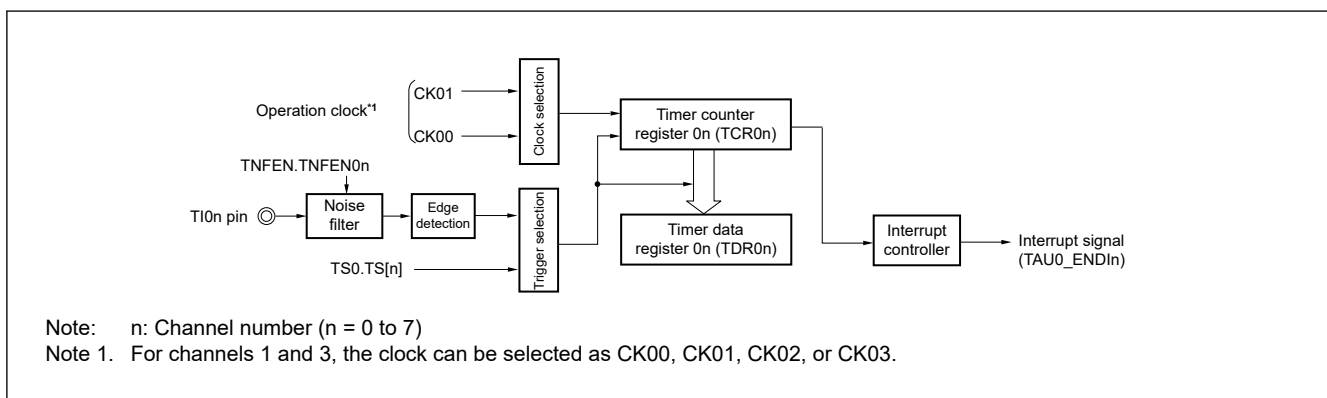 Operation clock*1
CK01
CK00
Clock selection
Timer counter
register 0n (TCR0n)
TNFEN.TNFEN0n
TI0n pin
Noise
filter
Edge
detection
TS0.TS[n]
Trigger selection
Timer data
register 0n (TDR0n)
Interrupt
controller
Interrupt signal
(TAU0_ENDIn)
Note: n: Channel number (n = 0 to 7)
Note 1. For channels 1 and 3, the clock can be selected as CK00, CK01, CK02, or CK03.